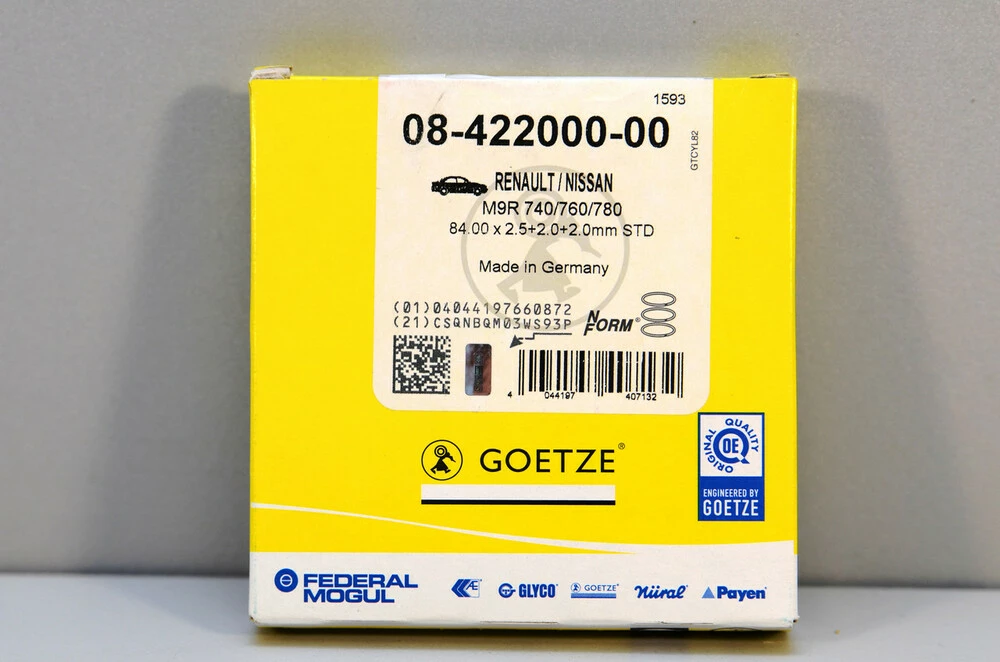 1593
08-422000-00
GTCYL82
RENAULT / NISSAN
M9R 740/760/780
84.00 x 2.5+2.0+2.0mm STD
Made in Germany
(01)04044197660872
(21)CSQNBQM03WS93P
N FORM®
4 044197 407132
GOETZE®
ORIGINAL QUALITY
OE
ENGINEERED BY
GOETZE
FEDERAL
MOGUL
AE GLYCO GOETZE Nüral Payen